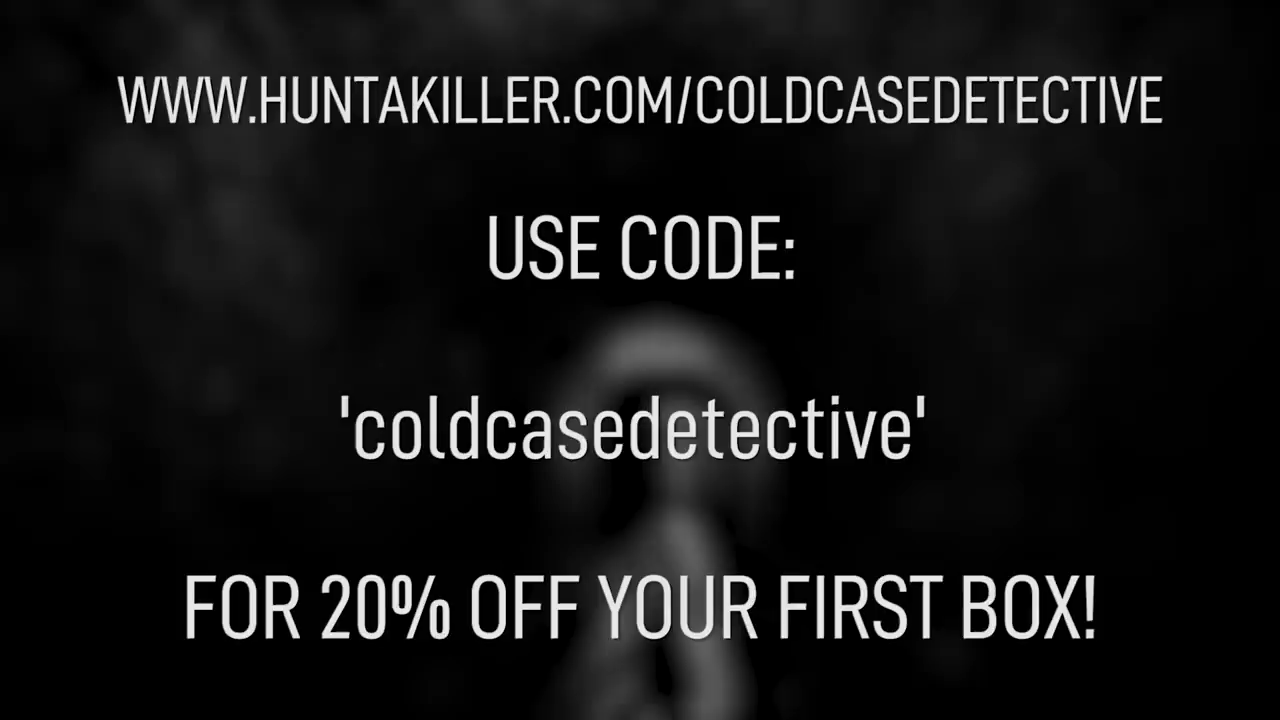 WWW.HUNTAKILLER.COM/COLDCASEDETECTIVE
USE CODE:
'coldcasedetective'
FOR 20% OFF YOUR FIRST BOX!